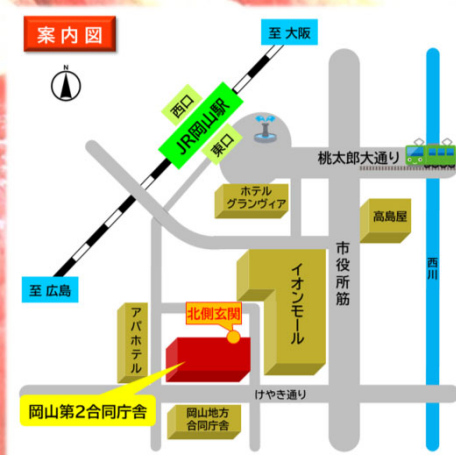 案内図
至 大阪
N
西口
JR岡山駅
東口
桃太郎大通り
ホテル
グランヴィア
高島屋
市役所筋
西川
至 広島
イオンモール
北側玄関
アパホテル
けやき通り
岡山第2合同庁舎
岡山地方
合同庁舎